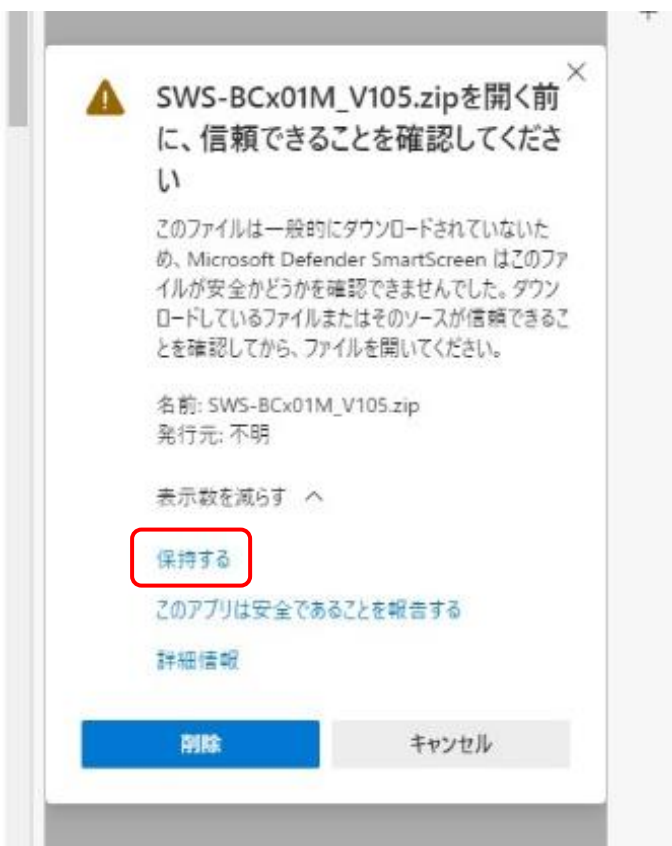 SWS-BCx01M_V105.zipを開く前
に、信頼できることを確認してくださ
い
このファイルは一般的にダウンロードされていないた
め、Microsoft Defender SmartScreen はこのファ
イルが安全かどうかを確認できませんでした。ダウン
ロードしているファイルまたはそのソースが信頼できるこ
とを確認してから、ファイルを開いてください。
名前: SWS-BCx01M_V105.zip
発行元: 不明
表示数を減らす
保持する
このアプリは安全であることを報告する
詳細情報
削除
キャンセル